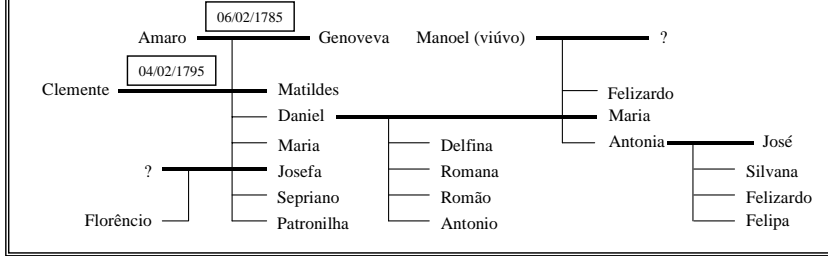 06/02/1785
Amaro Genoveva Manoel (viúvo) ?
04/02/1795
Clemente Matildes Felizardo
Daniel Maria
Maria Delfina Antonia José
? Josefa Romana Silvana
Sepriano Romão Felizardo
Florêncio Patronilha Antonio Felipa